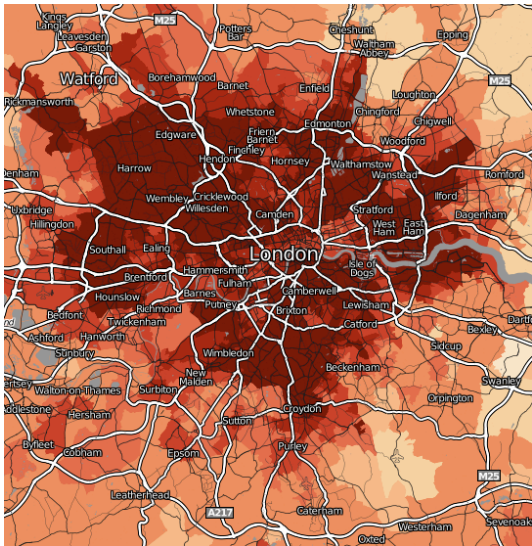 Kings
Langley
Leavesden
Garston
M25
Potters
Bar
Cheshunt
Waltham
Abbey
Epping
Watford
Borehamwood
M25
Rickmansworth
Barnet
Enfield
Loughton
Chingford
Whetstone
Chigwell
Edgware
Friern
Barnet
Edmonton
Woodford
Hendon
Finchley
Hornsey
Walthamstow
Harrow
Wanstead
Romford
Denham
Wembley
Cricklewood
Willesden
Ilford
Uxbridge
Camden
Stratford
Dagenham
Hillingdon
West
Ham
East
Ham
Southall
Ealing
London
Isle of
Dogs
Hammersmith
Brentford
Fulham
Camberwell
Hounslow
Barnes
Putney
Lewisham
Richmond
Brixton
Bedfont
Twickenham
Catford
Bexley
Ashford
Hanworth
Sunbury
Wimbledon
Sidcup
Beckenham
New
Malden
Swanley
Walton-on-Thames
Surbiton
Orpington
Addlestone
Hersham
Croydon
Sutton
Byfleet
Purley
Cobham
Epsom
M25
Leatherhead
A217
Caterham
Westerham
Sevenoaks
Oxted